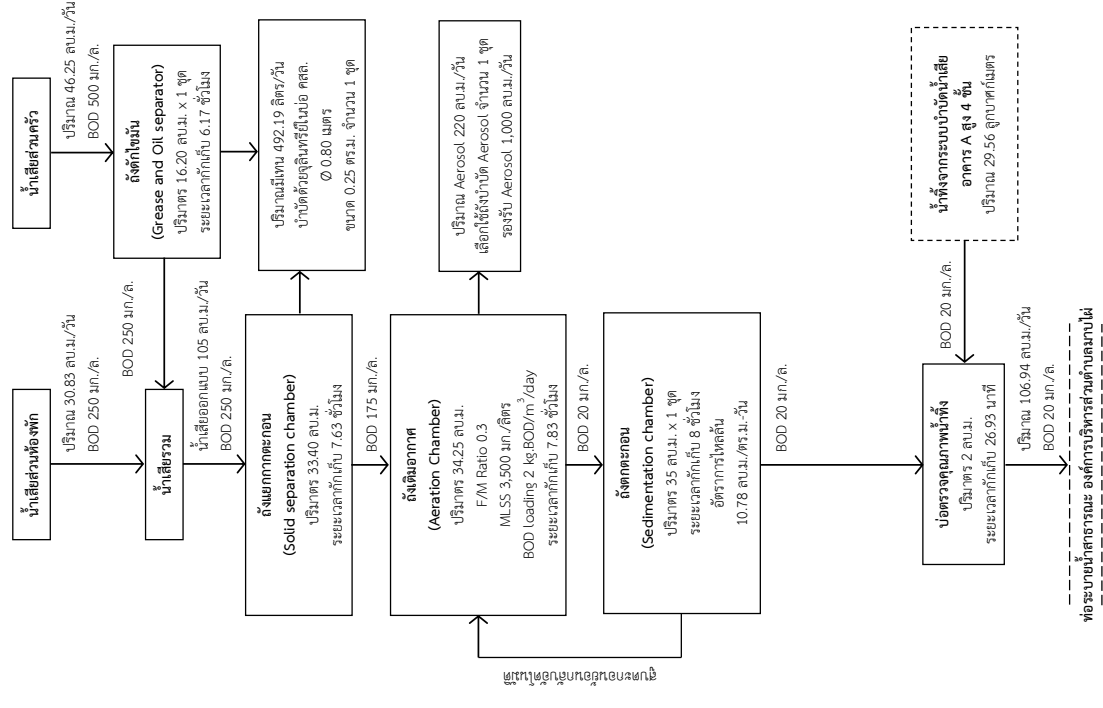 น้ำเสียส่วนห้องพัก
ปริมาณ 30.83 ลบ.ม./วัน
BOD 250 มก./ล.
น้ำเสียส่วนครัว
ปริมาณ 46.25 ลบ.ม./วัน
BOD 500 มก./ล.
ถังดักไขมัน
(Grease and Oil separator)
ปริมาตร 16.20 ลบ.ม. x 1 ชุด
ระยะเวลากักเก็บ 6.17 ชั่วโมง
BOD 250 มก./ล.
น้ำเสียรวม
น้ำเสียออกแบบ 105 ลบ.ม./วัน
BOD 250 มก./ล.
ถังแยกกากตะกอน
(Solid separation chamber)
ปริมาตร 33.40 ลบ.ม.
ระยะเวลากักเก็บ 7.63 ชั่วโมง
ปริมาณมีเทน 492.19 ลิตร/วัน
บำบัดด้วยจุลินทรีย์ในบ่อ คสล.
Ø 0.80 เมตร
ขนาด 0.25 ตร.ม. จำนวน 1 ชุด
BOD 175 มก./ล.
ถังเติมอากาศ
(Aeration Chamber)
ปริมาตร 34.25 ลบ.ม.
F/M Ratio 0.3
MLSS 3,500 มก./ลิตร
BOD Loading 2 kg.BOD/m³/day
ระยะเวลากักเก็บ 7.83 ชั่วโมง
ปริมาณ Aerosol 220 ลบ.ม./วัน
เลือกใช้ถังบำบัด Aerosol จำนวน 1 ชุด
รองรับ Aerosol 1,000 ลบ.ม./วัน
BOD 20 มก./ล.
ถังตกตะกอน
(Sedimentation chamber)
ปริมาตร 35 ลบ.ม. x 1 ชุด
ระยะเวลากักเก็บ 8 ชั่วโมง
อัตราการไหลล้น
10.78 ลบ.ม./ตร.ม.-วัน
สูบตะกอนย้อนกลับอัตโนมัติ
BOD 20 มก./ล.
น้ำทิ้งจากระบบบำบัดน้ำเสีย
อาคาร A สูง 4 ชั้น
ปริมาณ 29.56 ลูกบาศก์เมตร
BOD 20 มก./ล.
บ่อตรวจคุณภาพน้ำทิ้ง
ปริมาตร 2 ลบ.ม.
ระยะเวลากักเก็บ 26.93 นาที
ปริมาณ 106.94 ลบ.ม./วัน
BOD 20 มก./ล.
ท่อระบายน้ำสาธารณะ องค์การบริหารส่วนตำบลมาบไผ่